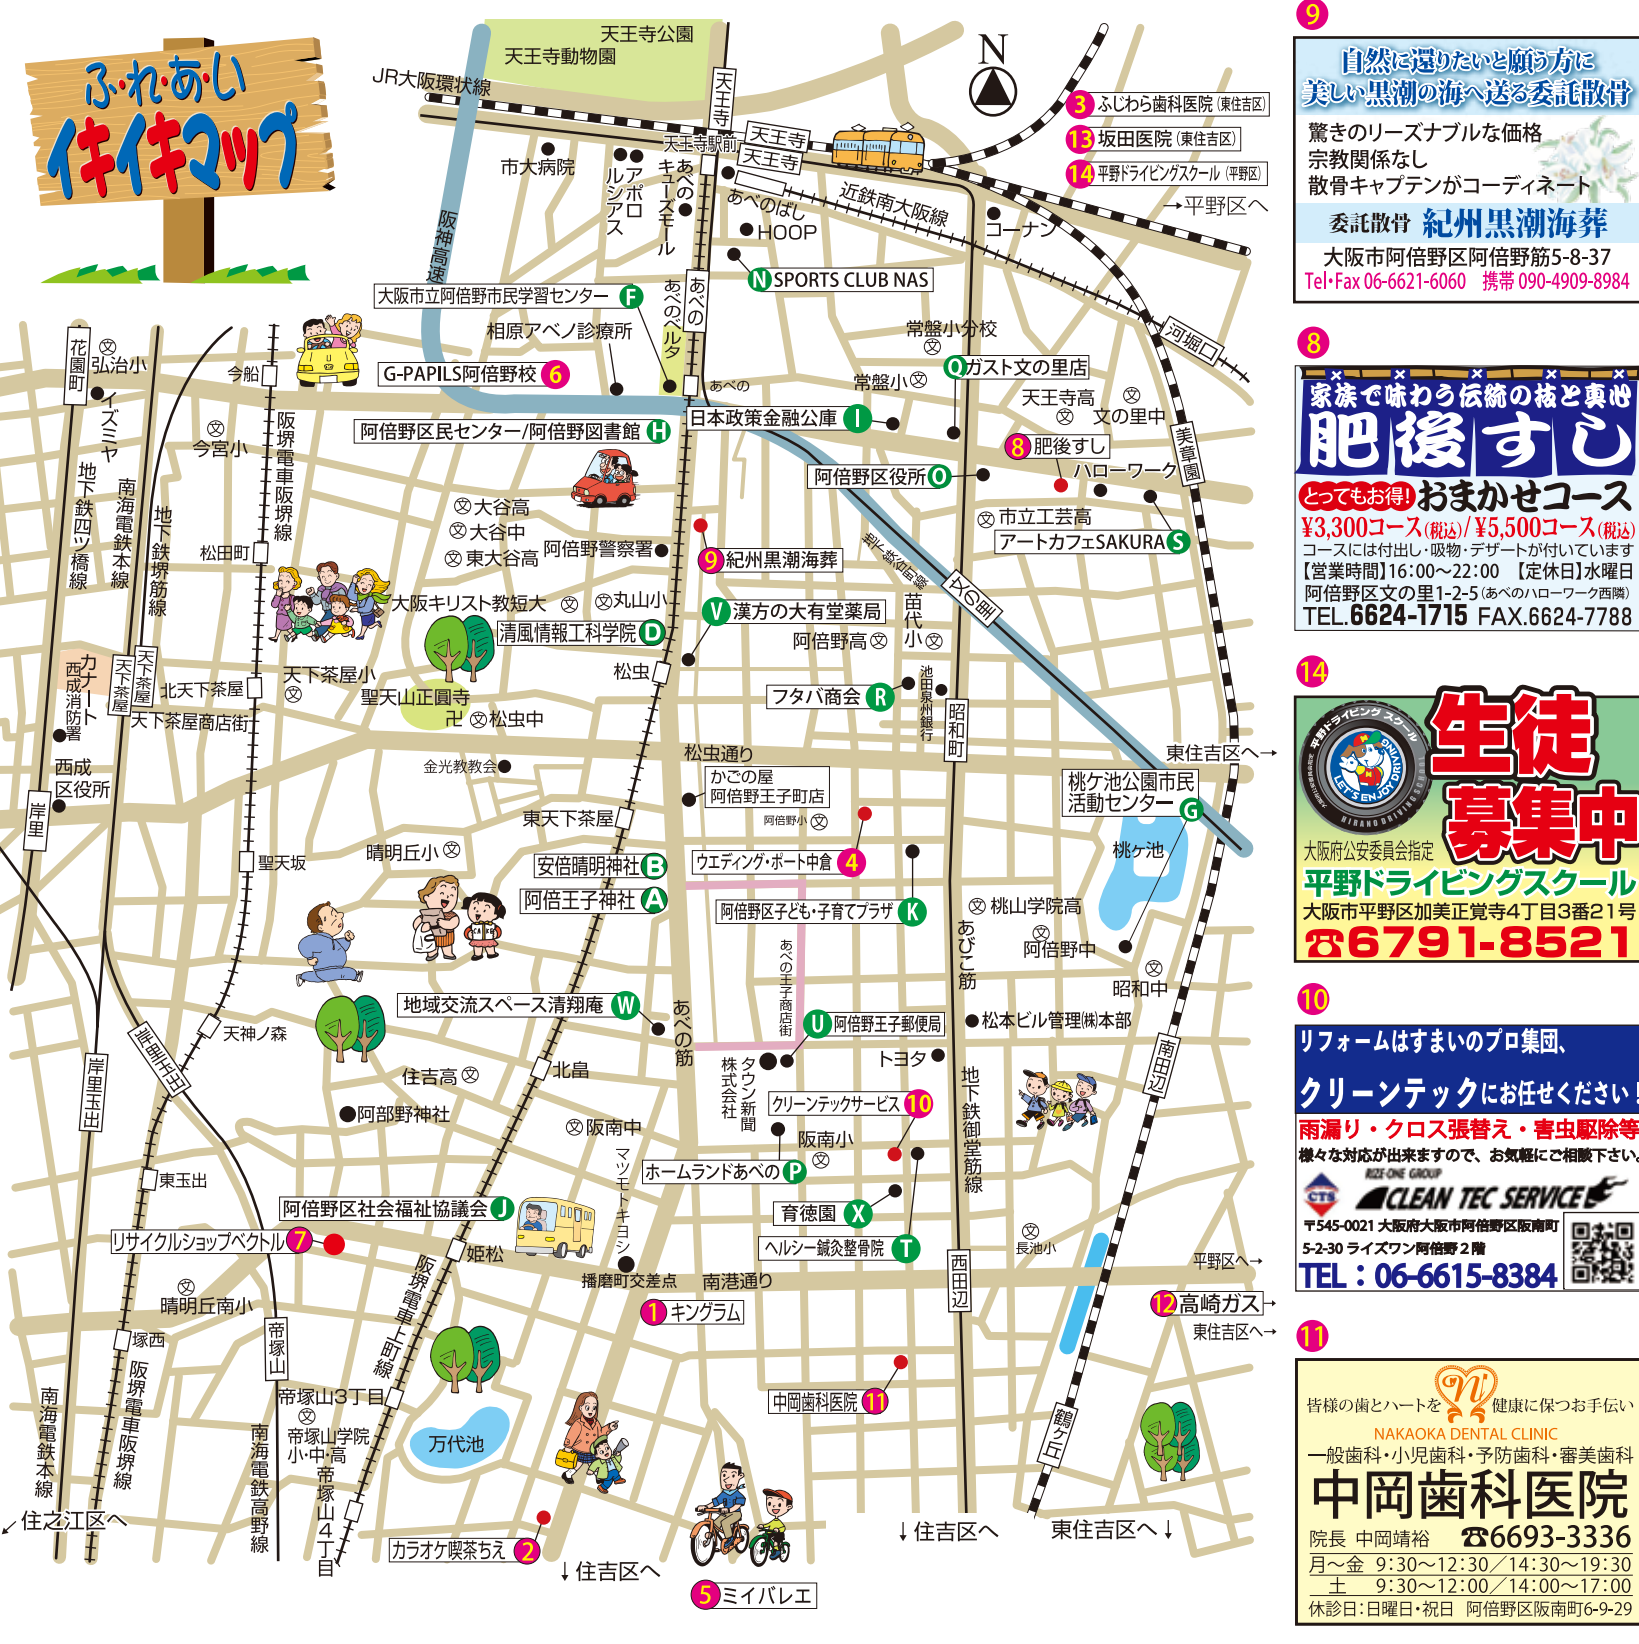 ふ・れ・あ・い
イキイキマップ
天王寺公園
天王寺動物園
JR大阪環状線
天王寺
天王寺駅前
天王寺
天王寺
N
3 ふじわら歯科医院(東住吉区)
13 坂田医院(東住吉区)
14 平野ドライビングスクール(平野区)
→平野区へ
市大病院
ルシアス
アポロ
あべの
キューズモール
あべのばし
HOOP
近鉄南大阪線
コーナン
阪神高速
N SPORTS CLUB NAS
大阪市立阿倍野市民学習センター F
相原アベノ診療所
あべの
あべのベルタ
河堀口
常盤小分校
G-PAPILS阿倍野校 6
あべの
常盤小
Q ガスト文の里店
天王寺高
文の里中
日本政策金融公庫 I
阿倍野区民センター/阿倍野図書館 H
8 肥後すし
美章園
阿倍野区役所 O
ハローワーク
市立工芸高
アートカフェSAKURA S
花園町
弘治小
イズミヤ
今船
今宮小
阪堺電車阪堺線
地下鉄四ツ橋線
南海電鉄本線
地下鉄堺筋線
松田町
大谷高
大谷中
東大谷高
阿倍野警察署
9 紀州黒潮海葬
地下鉄谷町線
文の里
大阪キリスト教短大
丸山小
V 漢方の大有堂薬局
苗代小
清風情報工科学院 D
阿倍野高
松虫
池田泉州銀行
フタバ商会 R
昭和町
カナート
西成消防署
天下茶屋
天下茶屋
北天下茶屋
天下茶屋小
天下茶屋商店街
聖天山正圓寺
卍
松虫中
松虫通り
東住吉区へ→
金光教教会
かごの屋
阿倍野王子町店
阿倍野小
桃ケ池公園市民
活動センター G
西成
区役所
岸里
東天下茶屋
聖天坂
晴明丘小
安倍晴明神社 B
ウエディング・ポート中倉 4
桃ヶ池
阿倍王子神社 A
阿倍野区子ども・子育てプラザ K
桃山学院高
阿倍野中
あびこ筋
あべの王子商店街
昭和中
地域交流スペース清翔庵 W
あべの筋
U 阿倍野王子郵便局
松本ビル管理㈱本部
天神ノ森
岸里玉出
岸里玉出
北畠
住吉高
阿部野神社
タウン新聞
株式会社
トヨタ
地下鉄御堂筋線
南田辺
クリーンテックサービス 10
阪南中
阪南小
マツモトキヨシ
ホームランドあべの P
東玉出
阿倍野区社会福祉協議会 J
育徳園 X
リサイクルショップベクトル 7
ヘルシー鍼灸整骨院 T
長池小
姫松
西田辺
平野区へ→
播磨町交差点
南港通り
1 キングラム
12 高崎ガス→
東住吉区へ→
晴明丘南小
塚西
帝塚山
阪堺電車上町線
阪堺電車阪堺線
南海電鉄本線
帝塚山3丁目
帝塚山学院
小・中・高
南海電鉄高野線
帝塚山4丁目
万代池
中岡歯科医院 11
鶴ヶ丘
↙住之江区へ
カラオケ喫茶ちえ 2
↓住吉区へ
↓住吉区へ
東住吉区へ↓
5 ミイバレエ
9
自然に還りたいと願う方に
美しい黒潮の海へ送る委託散骨
驚きのリーズナブルな価格
宗教関係なし
散骨キャプテンがコーディネート
委託散骨 紀州黒潮海葬
大阪市阿倍野区阿倍野筋5-8-37
Tel・Fax 06-6621-6060 携帯 090-4909-8984
8
家族で味わう伝統の技と真心
肥後すし
とってもお得!おまかせコース
¥3,300コース(税込)/¥5,500コース(税込)
コースには付出し・吸物・デザートが付いています
【営業時間】16:00〜22:00 【定休日】水曜日
阿倍野区文の里1-2-5(あべのハローワーク西隣)
TEL.6624-1715 FAX.6624-7788
14
平野ドライビングスクール
LET'S ENJOY DRIVING
HIRANO DRIVING SCHOOL
生徒
募集中
大阪府公安委員会指定
平野ドライビングスクール
大阪市平野区加美正覚寺4丁目3番21号
☎6791-8521
10
リフォームはすまいのプロ集団、
クリーンテックにお任せください!
雨漏り・クロス張替え・害虫駆除等
様々な対応が出来ますので、お気軽にご相談下さい。
RIZE-ONE GROUP
CTS CLEAN TEC SERVICE
〒545-0021 大阪府大阪市阿倍野区阪南町
5-2-30 ライズワン阿倍野2階
TEL:06-6615-8384
11
皆様の歯とハートを 健康に保つお手伝い
NAKAOKA DENTAL CLINIC
一般歯科・小児歯科・予防歯科・審美歯科
中岡歯科医院
院長 中岡靖裕 ☎6693-3336
月〜金 9:30〜12:30/14:30〜19:30
土 9:30〜12:00/14:00〜17:00
休診日:日曜日・祝日 阿倍野区阪南町6-9-29